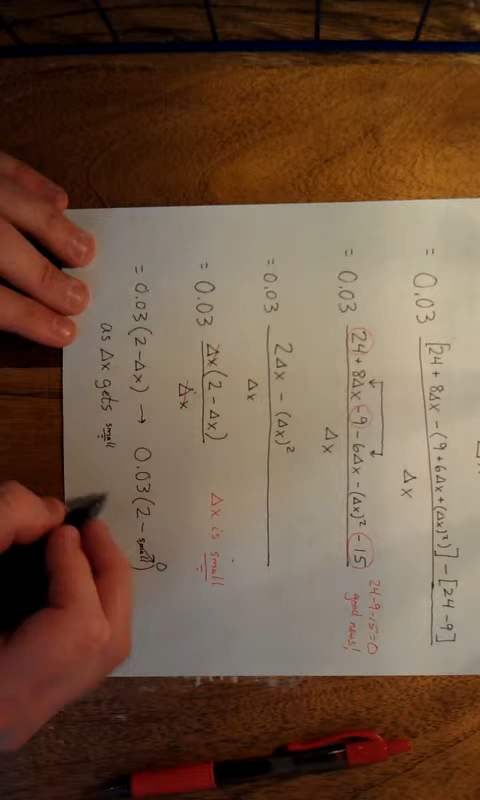 = 0.03 [24 + 8Δx - (9 + 6Δx + (Δx)²)] - [24 - 9]
Δx
= 0.03 24 + 8Δx - 9 - 6Δx - (Δx)² - 15
Δx
24-9-15=0
good news!
= 0.03 2Δx - (Δx)²
Δx
= 0.03 Δx(2 - Δx)
Δx
Δx is small
= 0.03(2-Δx) → 0.03(2-small) 0
as Δx gets small